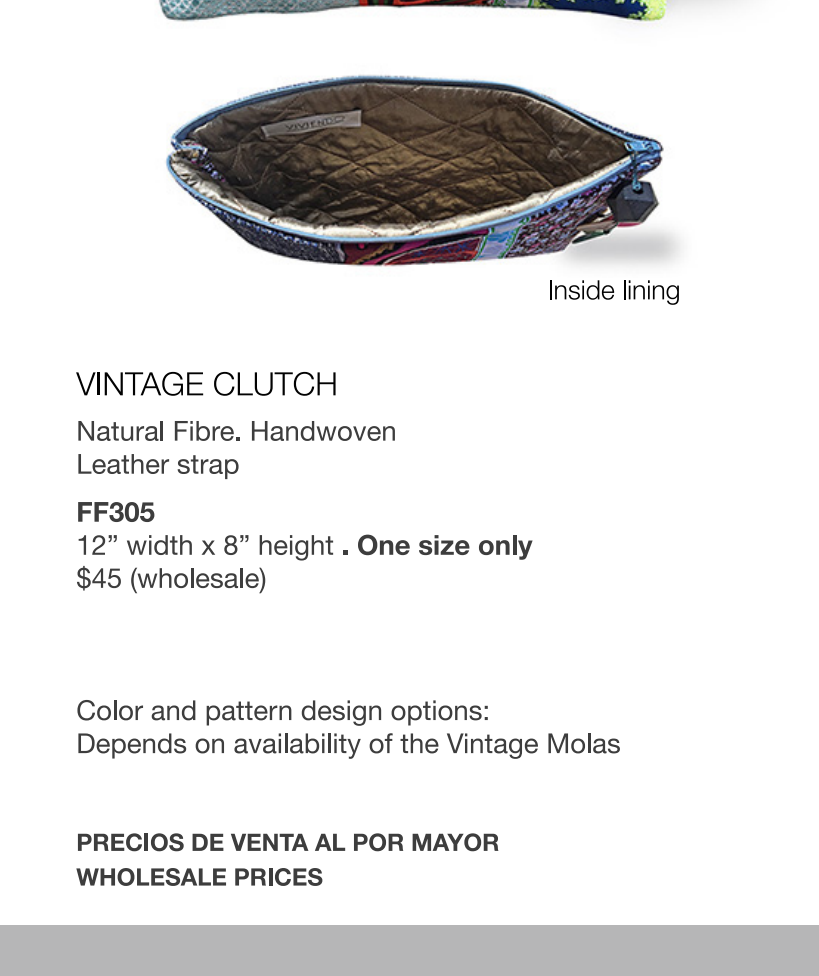 VIVIENDO
Inside lining
VINTAGE CLUTCH
Natural Fibre. Handwoven
Leather strap
FF305
12” width x 8” height . One size only
$45 (wholesale)
Color and pattern design options:
Depends on availability of the Vintage Molas
PRECIOS DE VENTA AL POR MAYOR
WHOLESALE PRICES